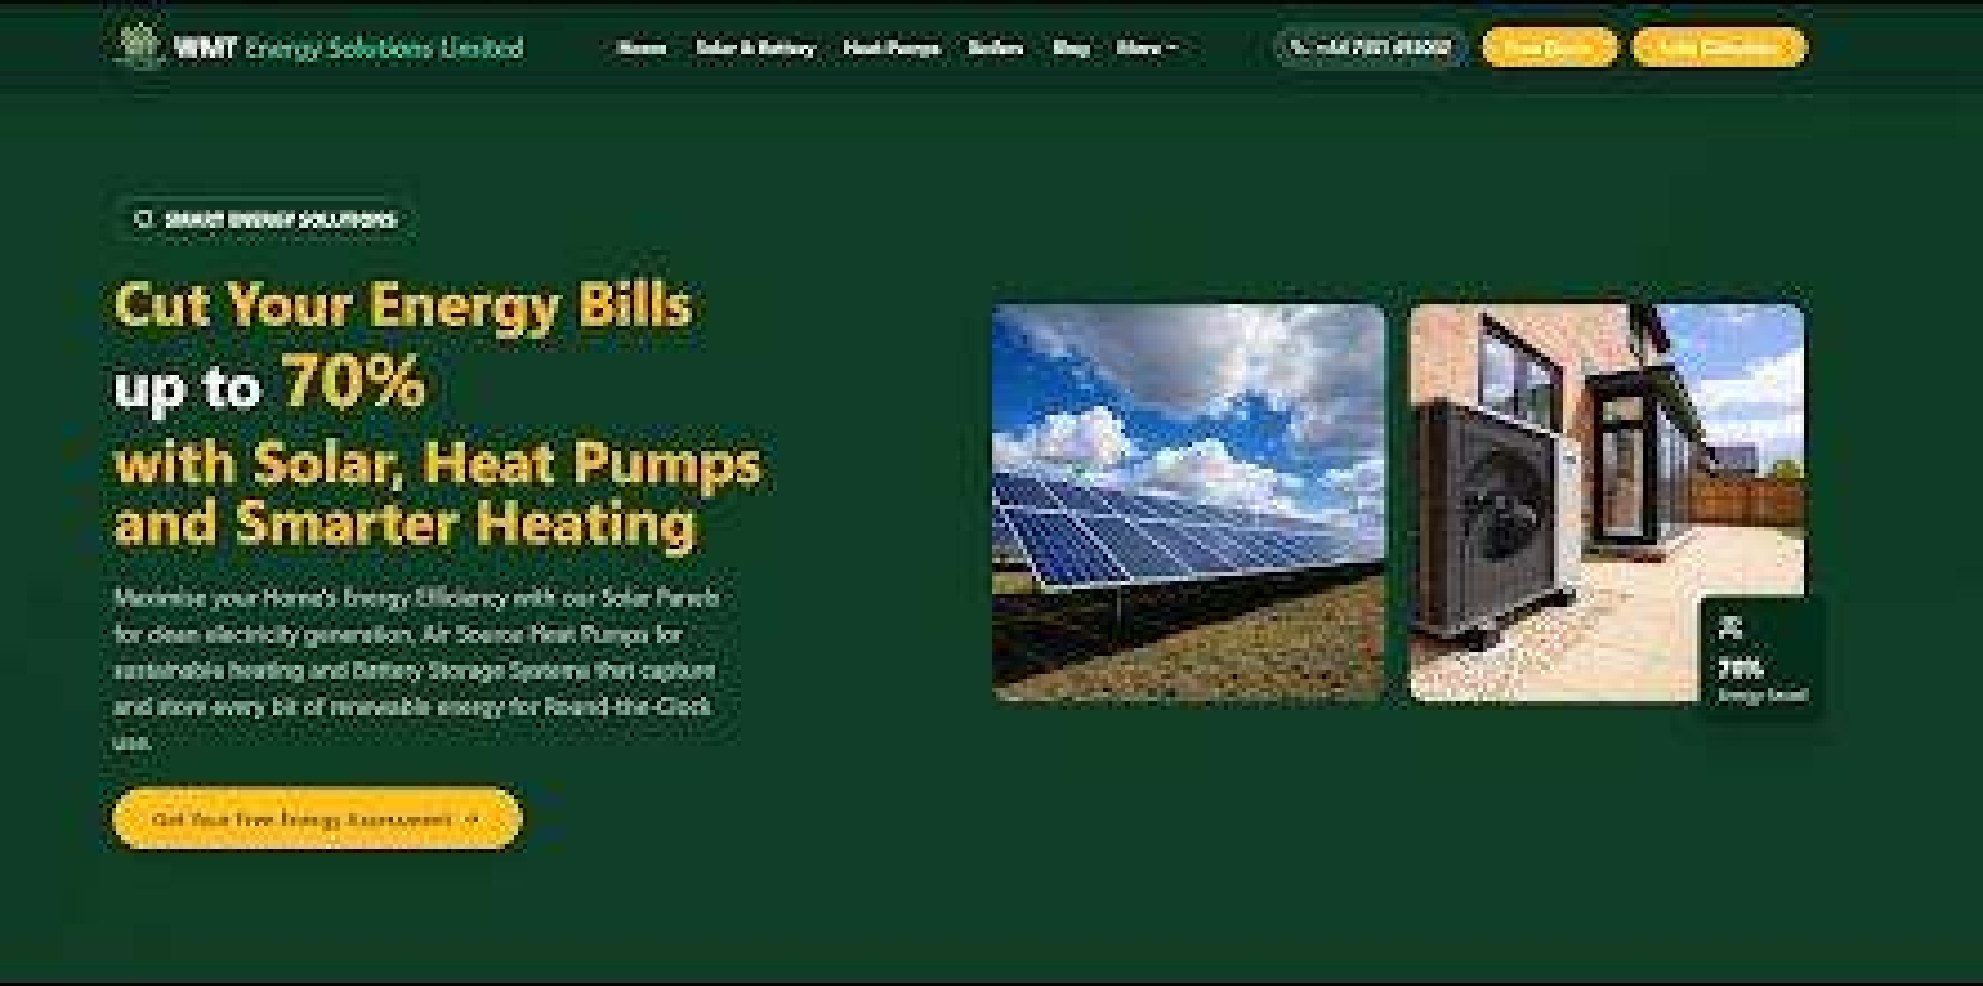 WMT Energy Solutions Limited
Home Solar & Battery Heat Pumps Boilers Blog More
SMART ENERGY SOLUTIONS
Cut Your Energy Bills
up to 70%
with Solar, Heat Pumps
and Smarter Heating
Maximise your Home's Energy Efficiency with our Solar Panels
for clean electricity generation, Air Source Heat Pumps for
sustainable heating and Battery Storage Systems that capture
and store every bit of renewable energy for Round-the-Clock
use.
Get Your Free Energy Assessment →
70%
Energy Saved